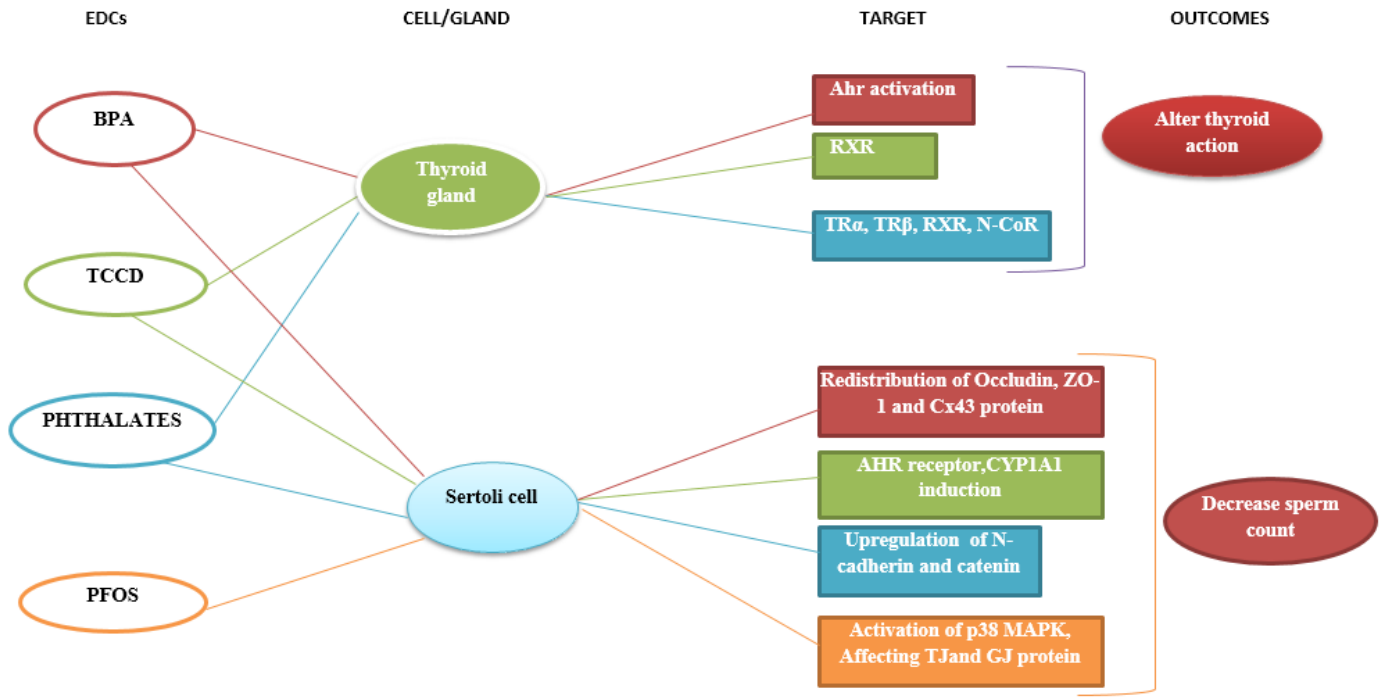 EDCs
CELL/GLAND
TARGET
OUTCOMES
BPA
TCCD
PHTHALATES
PFOS
Thyroid
gland
Sertoli cell
Ahr activation
RXR
TRα, TRβ, RXR, N-CoR
Redistribution of Occludin, ZO-
1 and Cx43 protein
AHR receptor,CYP1A1
induction
Upregulation of N-
cadherin and catenin
Activation of p38 MAPK,
Affecting TJand GJ protein
Alter thyroid
action
Decrease sperm
count